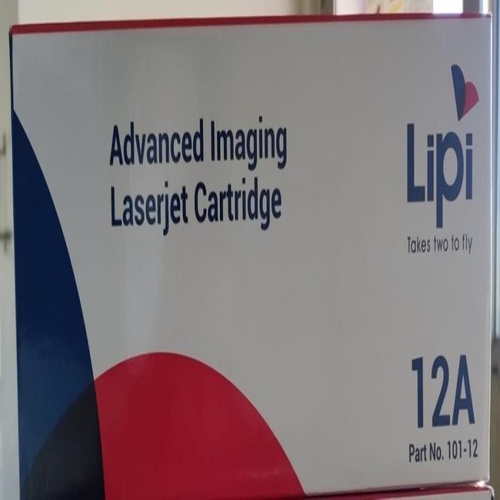 Advanced Imaging
Laserjet Cartridge
Lipi
Takes two to fly
12A
Part No. 101-12